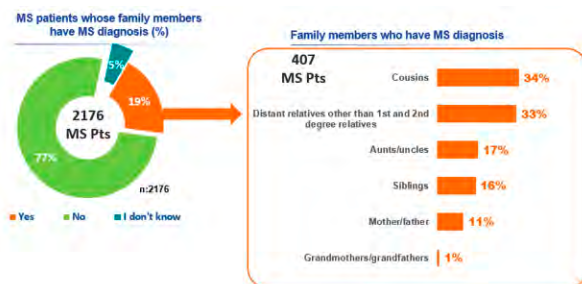 MS patients whose family members
have MS diagnosis (%)
5%
19%
2176
MS Pts
77%
n:2176
Yes
No
I don't know
Family members who have MS diagnosis
407
MS Pts
Cousins
34%
Distant relatives other than 1st and 2nd
degree relatives
33%
Aunts/uncles
17%
Siblings
16%
Mother/father
11%
Grandmothers/grandfathers
1%